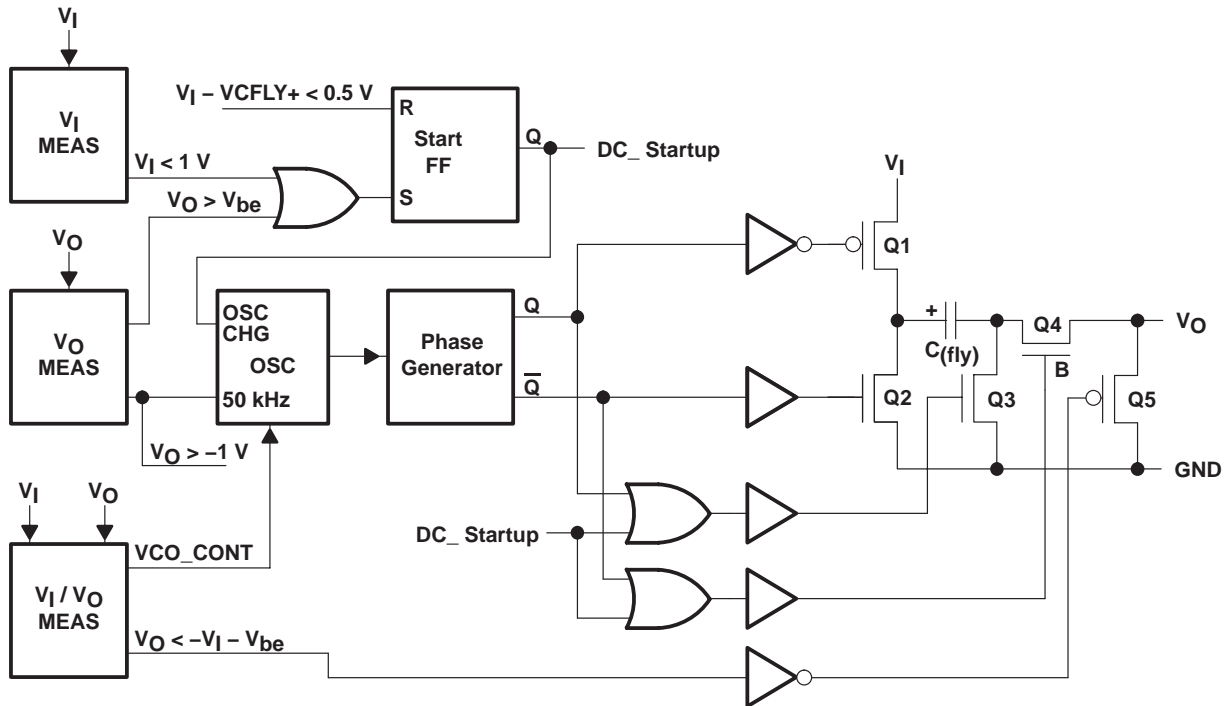 VI
VI
MEAS
VI – VCFLY+ < 0.5 V
R
Start
FF
Q
S
DC_ Startup
VI < 1 V
VO > Vbe
VO
VO
MEAS
OSC
CHG
OSC
50 kHz
VO > –1 V
Phase
Generator
Q
Q̅
VI
Q1
+
C(fly)
Q4
VO
B
Q2
Q3
Q5
GND
VI
VO
DC_ Startup
VCO_CONT
VI / VO
MEAS
VO < –VI – Vbe